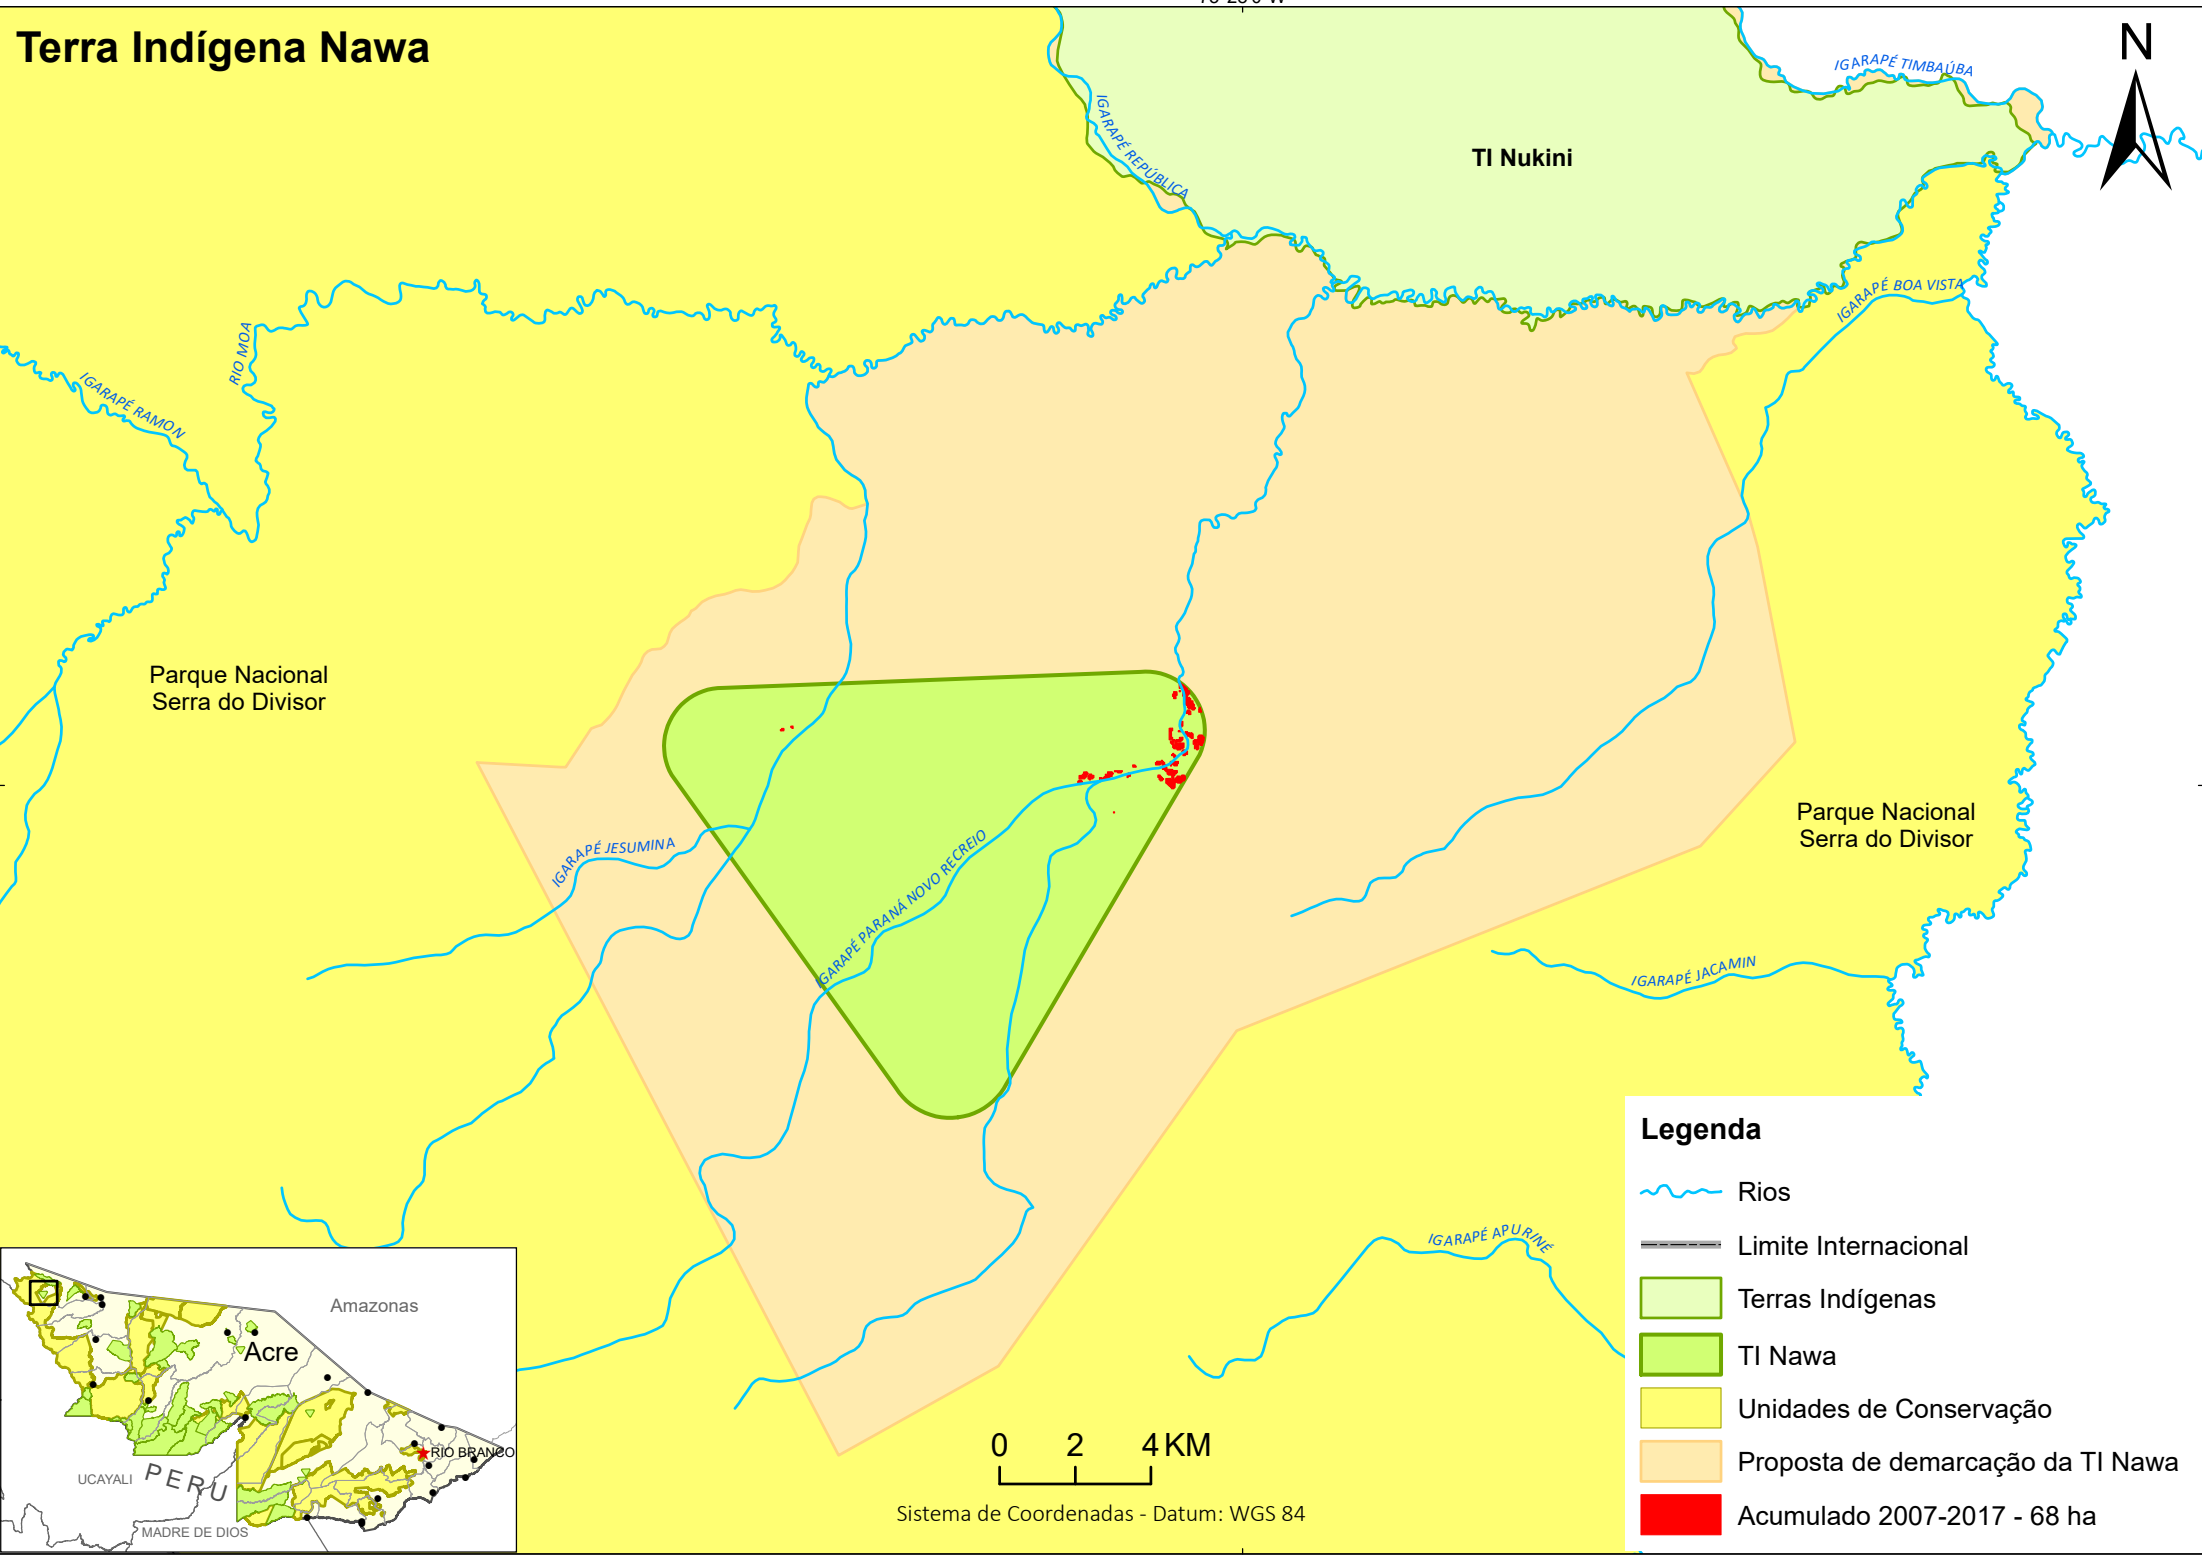 Terra Indígena Nawa
N
IGARAPÉ TIMBAÚBA
IGARAPÉ REPÚBLICA
TI Nukini
IGARAPÉ BOA VISTA
RIO MOA
IGARAPÉ RAMON
Parque Nacional
Serra do Divisor
Parque Nacional
Serra do Divisor
IGARAPÉ JESUMINA
IGARAPÉ PARANÁ NOVO RECREIO
IGARAPÉ JACAMIN
IGARAPÉ APURINÉ
Legenda
Rios
Limite Internacional
Terras Indígenas
TI Nawa
Unidades de Conservação
Proposta de demarcação da TI Nawa
Acumulado 2007-2017 - 68 ha
Amazonas
Acre
RIO BRANCO
UCAYALI
PERU
MADRE DE DIOS
0 2 4 KM
Sistema de Coordenadas - Datum: WGS 84